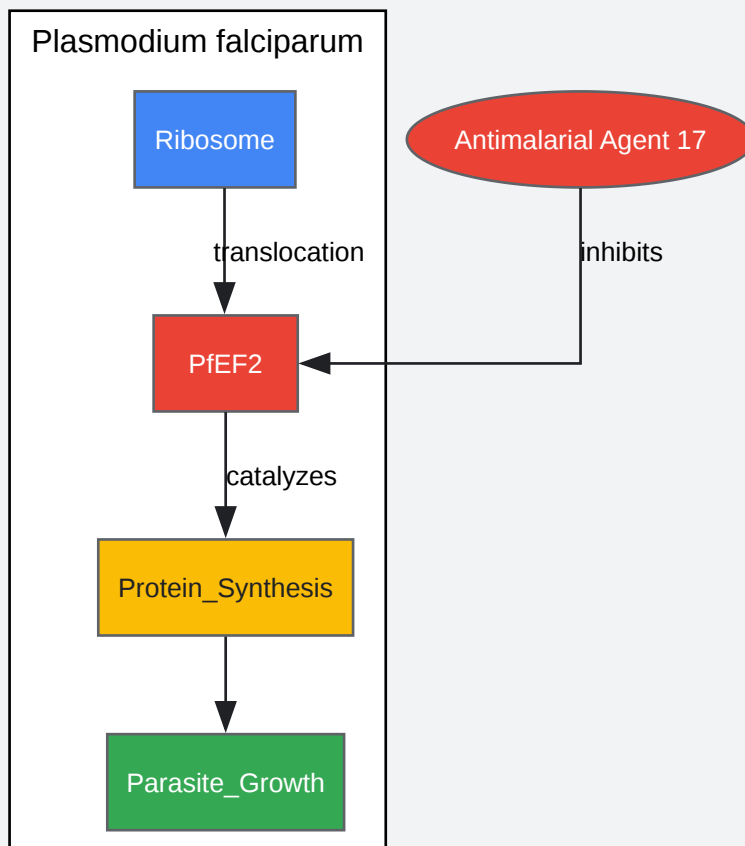 Plasmodium falciparum
Ribosome
Antimalarial Agent 17
translocation
inhibits
PfEF2
catalyzes
Protein_Synthesis
Parasite_Growth